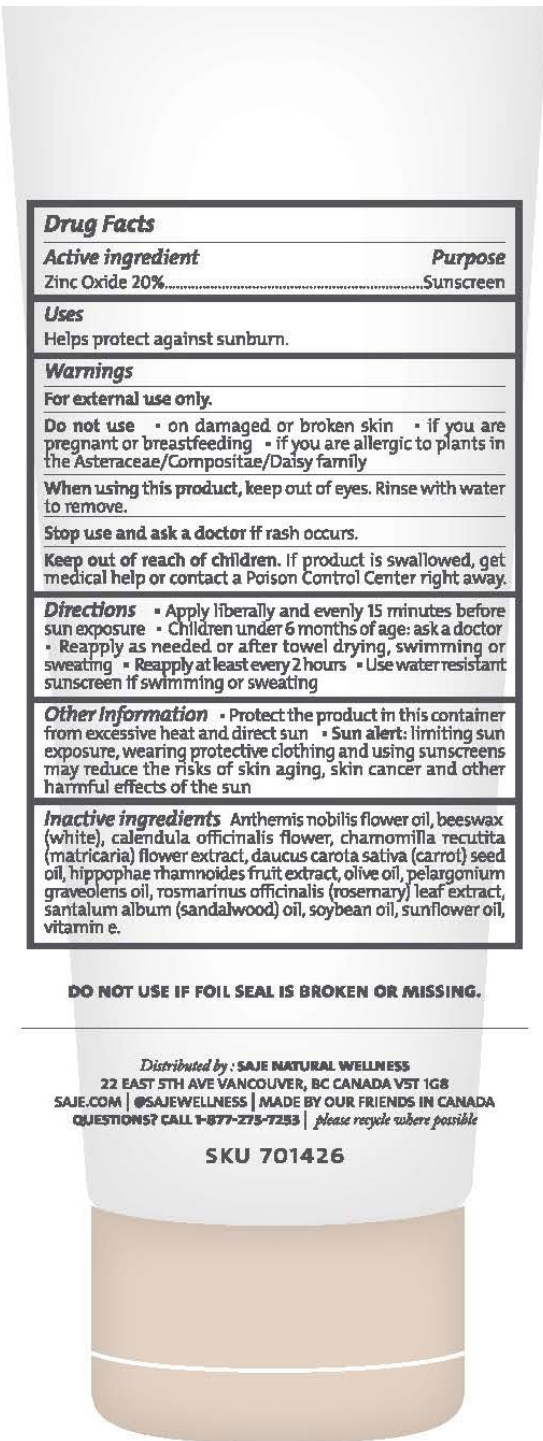 Drug Facts
Active ingredient Purpose
Zinc Oxide 20%......................................................................Sunscreen
Uses
Helps protect against sunburn.
Warnings
For external use only.
Do not use ▪ on damaged or broken skin ▪ if you are
pregnant or breastfeeding ▪ if you are allergic to plants in
the Asteraceae/Compositae/Daisy family
When using this product, keep out of eyes. Rinse with water
to remove.
Stop use and ask a doctor if rash occurs.
Keep out of reach of children. If product is swallowed, get
medical help or contact a Poison Control Center right away.
Directions ▪ Apply liberally and evenly 15 minutes before
sun exposure ▪ Children under 6 months of age: ask a doctor
▪ Reapply as needed or after towel drying, swimming or
sweating ▪ Reapply at least every 2 hours ▪ Use water resistant
sunscreen if swimming or sweating
Other Information ▪ Protect the product in this container
from excessive heat and direct sun ▪ Sun alert: limiting sun
exposure, wearing protective clothing and using sunscreens
may reduce the risks of skin aging, skin cancer and other
harmful effects of the sun
Inactive ingredients Anthemis nobilis flower oil, beeswax
(white), calendula officinalis flower, chamomilla recutita
(matricaria) flower extract, daucus carota sativa (carrot) seed
oil, hippophae rhamnoides fruit extract, olive oil, pelargonium
graveolens oil, rosmarinus officinalis (rosemary) leaf extract,
santalum album (sandalwood) oil, soybean oil, sunflower oil,
vitamin e.
DO NOT USE IF FOIL SEAL IS BROKEN OR MISSING.
Distributed by : SAJE NATURAL WELLNESS
22 EAST 5TH AVE VANCOUVER, BC CANADA V5T 1G8
SAJE.COM | @SAJEWELLNESS | MADE BY OUR FRIENDS IN CANADA
QUESTIONS? CALL 1-877-275-7253 | please recycle where possible
SKU 701426